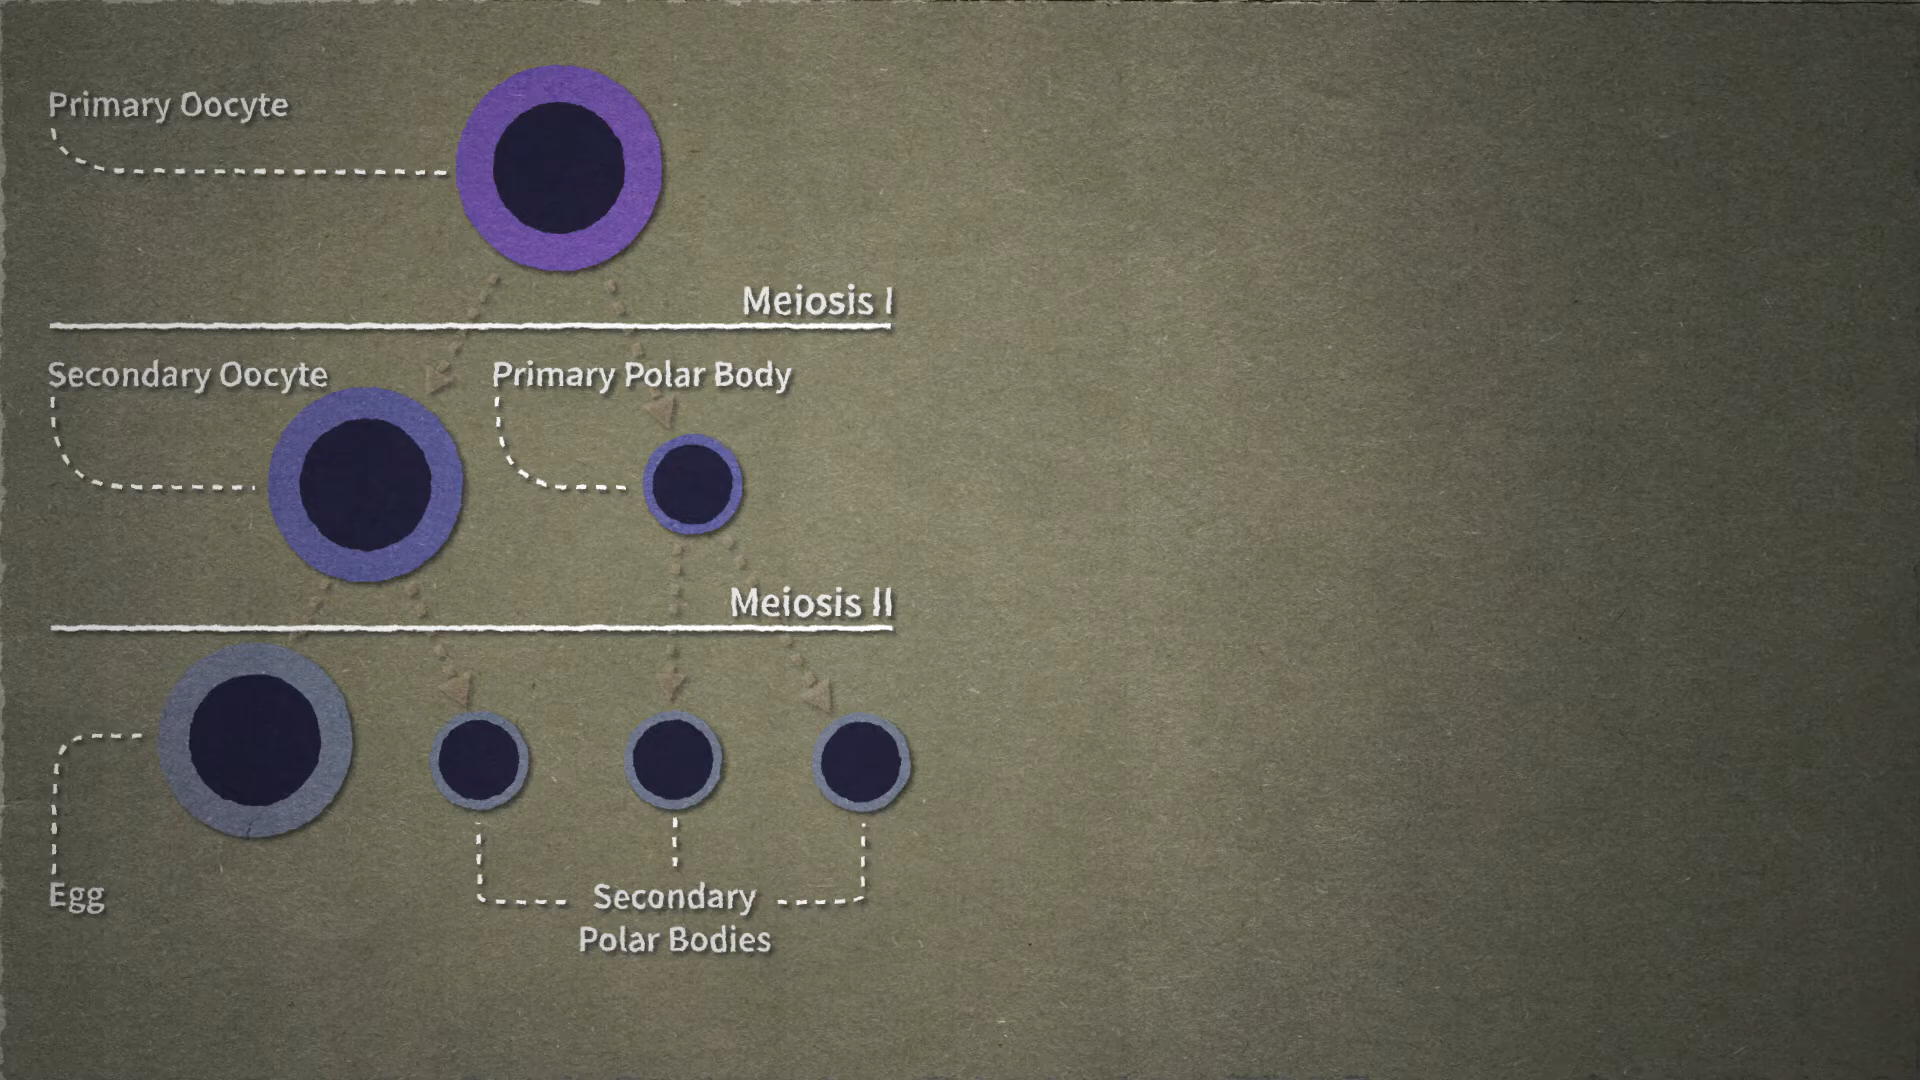 Primary Oocyte
Meiosis I
Secondary Oocyte
Primary Polar Body
Meiosis II
Egg
Secondary
Polar Bodies